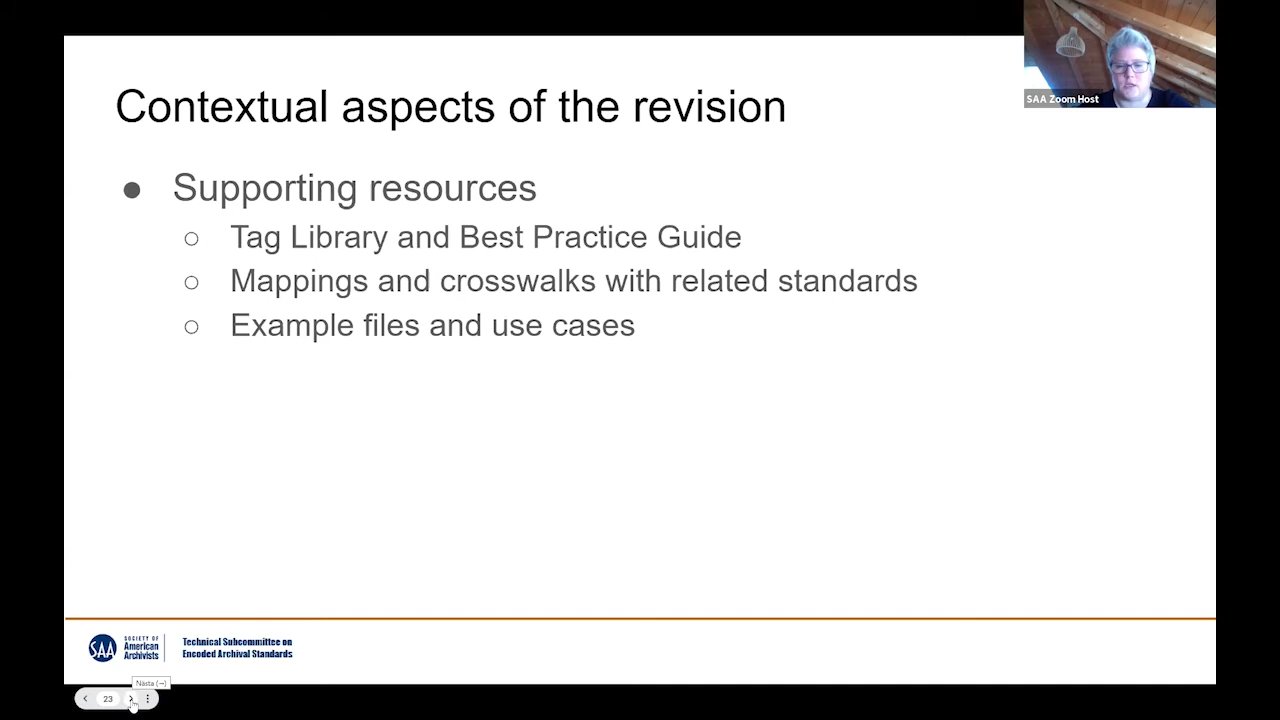 SAA Zoom Host
Contextual aspects of the revision
● Supporting resources
○ Tag Library and Best Practice Guide
○ Mappings and crosswalks with related standards
○ Example files and use cases
SAA
SOCIETY OF
American
Archivists
Technical Subcommittee on
Encoded Archival Standards
Nästa (→)
23